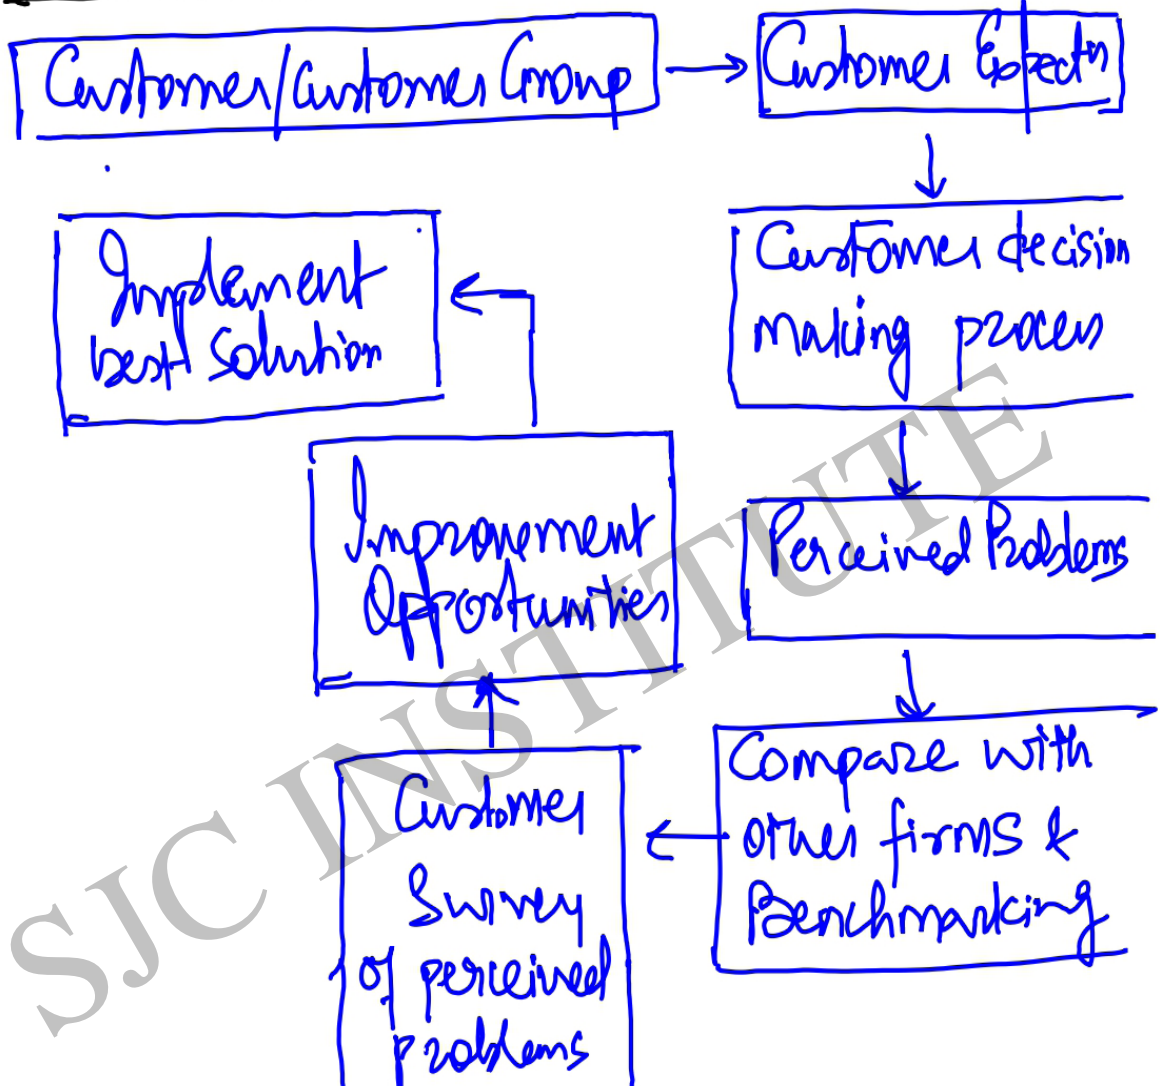 Customer/Customer Group
Customer Expectn
Customer decision
making process
Perceived Problems
Compare with
other firms &
Benchmarking
Customer
Survey
of perceived
problems
Improvement
Opportunities
Implement
best solution
SJC INSTITUTE